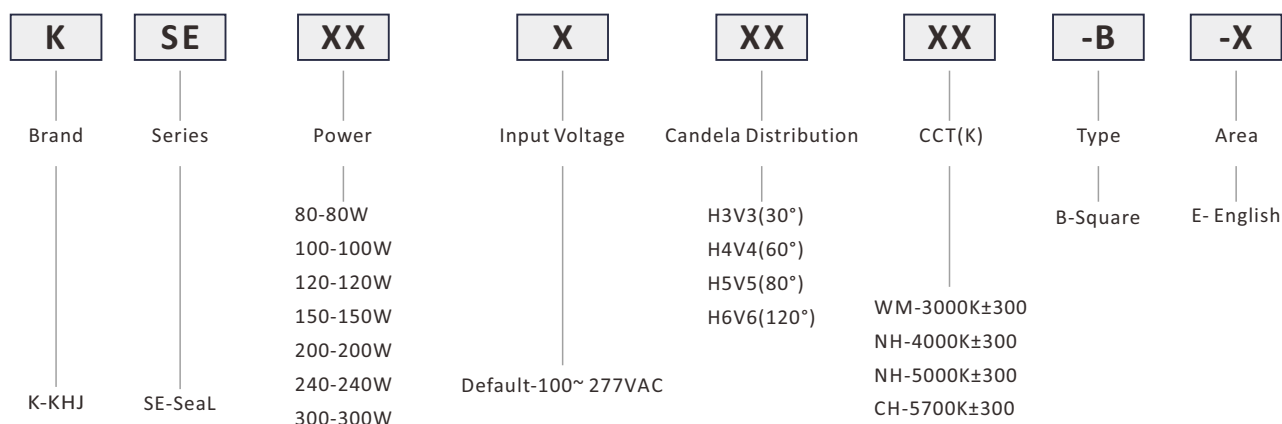 K SE XX X XX XX -B -X
Brand Series Power Input Voltage Candela Distribution CCT(K) Type Area
80-80W
100-100W
120-120W
150-150W
200-200W
240-240W
300-300W
H3V3(30°)
H4V4(60°)
H5V5(80°)
H6V6(120°)
B-Square
E- English
WM-3000K±300
NH-4000K±300
NH-5000K±300
CH-5700K±300
Default-100~ 277VAC
K-KHJ
SE-SeaL